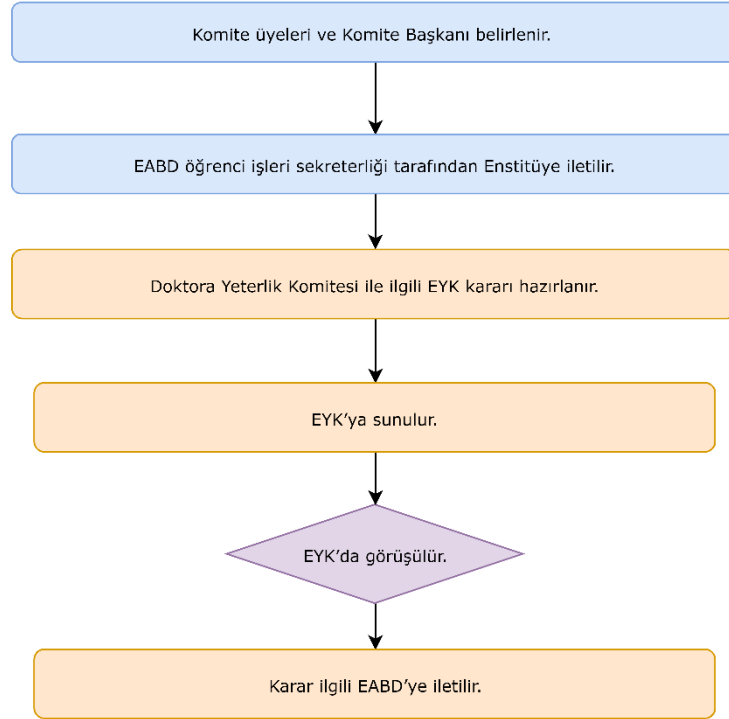 Komite üyeleri ve Komite Başkanı belirlenir.
EABD öğrenci işleri sekreterliği tarafından Enstitüye iletilir.
Doktora Yeterlik Komitesi ile ilgili EYK kararı hazırlanır.
EYK’ya sunulur.
EYK’da görüşülür.
Karar ilgili EABD’ye iletilir.